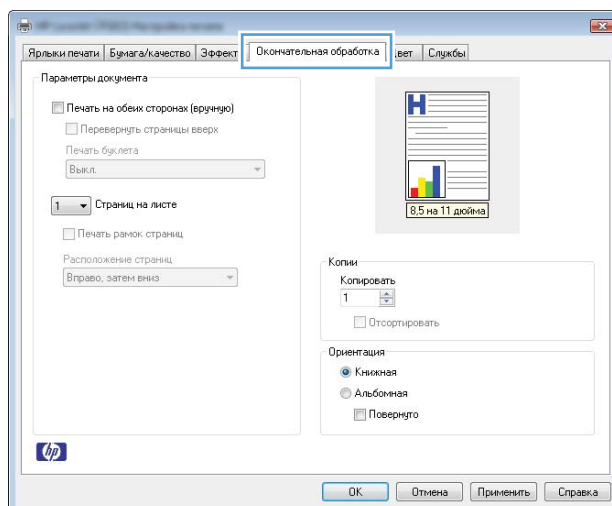 Ярлыки печати Бумага/качество Эффект Окончательная обработка вет Службы
Параметры документа
Печать на обеих сторонах (вручную)
Перевернуть страницы вверх
Печать буклета
Выкл.
1 Страниц на листе
Печать рамок страниц
Расположение страниц
Вправо, затем вниз
H
8,5 на 11 дюйма
Копии
Копировать
1
Отсортировать
Ориентация
Книжная
Альбомная
Повернуто
hp
OK Отмена Применить Справка